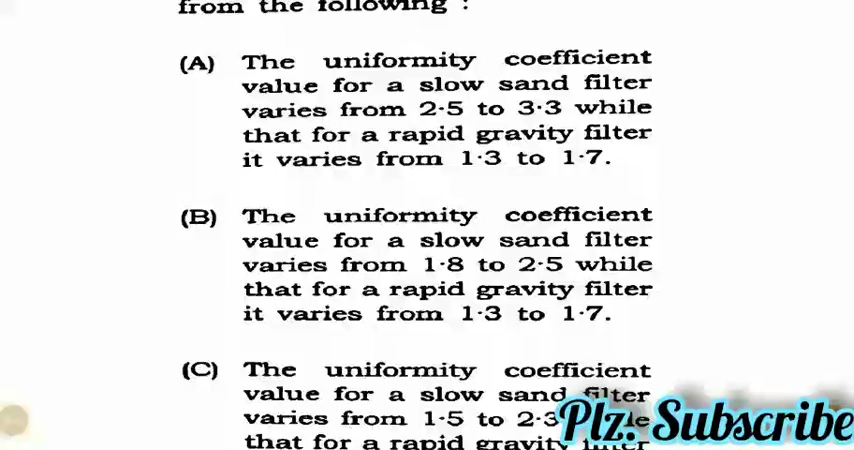 from the following :
(A) The uniformity coefficient
value for a slow sand filter
varies from 2·5 to 3·3 while
that for a rapid gravity filter
it varies from 1·3 to 1·7.
(B) The uniformity coefficient
value for a slow sand filter
varies from 1·8 to 2·5 while
that for a rapid gravity filter
it varies from 1·3 to 1·7.
(C) The uniformity coefficient
value for a slow sand filter
varies from 1·5 to 2·3
that for a rapid gravity filter
Plz. Subscribe